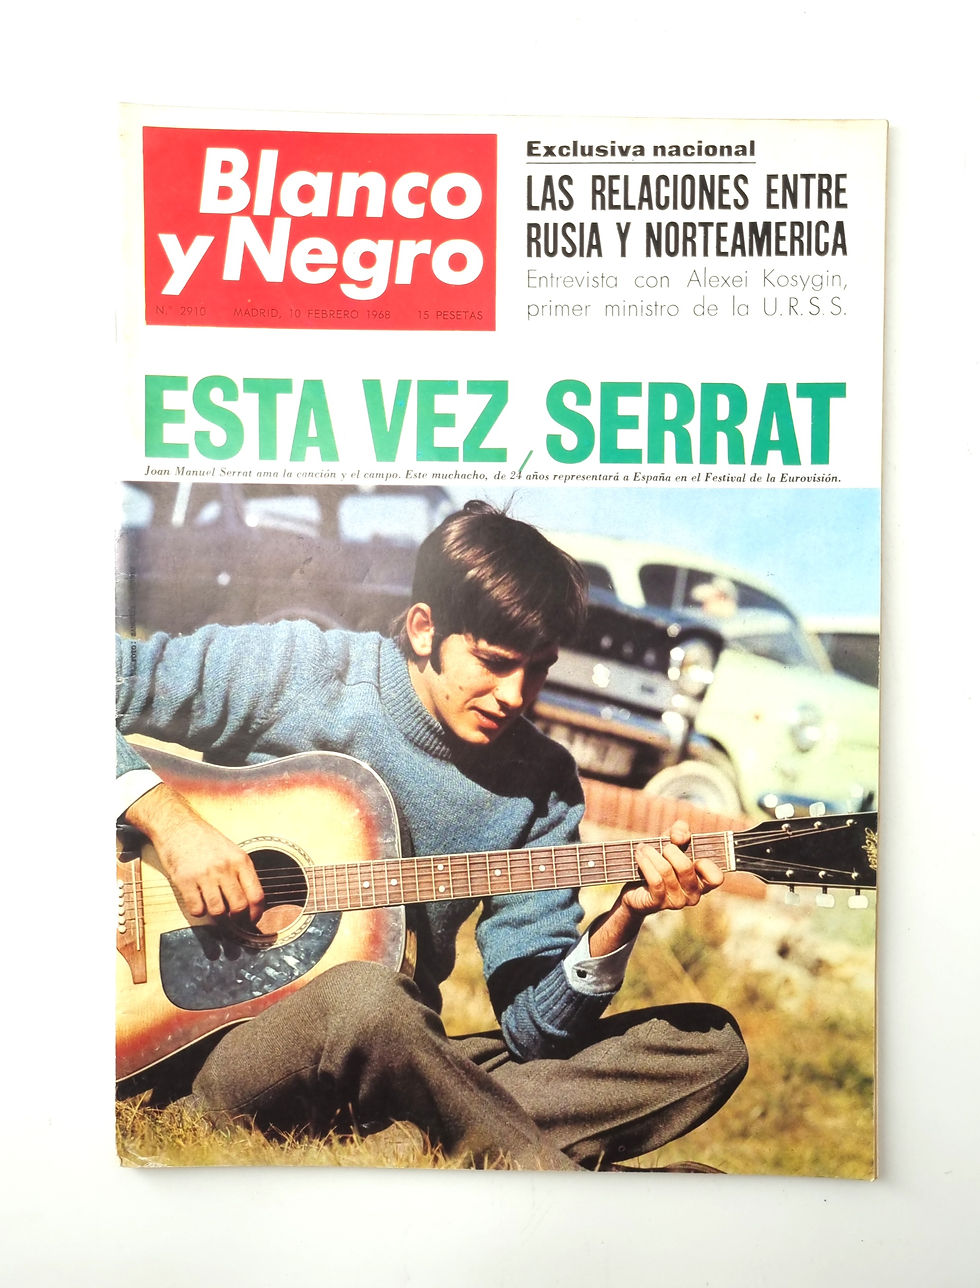 Blanco
y Negro
N.° 2910 MADRID, 10 FEBRERO 1968 15 PESETAS
Exclusiva nacional
LAS RELACIONES ENTRE
RUSIA Y NORTEAMERICA
Entrevista con Alexei Kosygin,
primer ministro de la U.R.S.S.
ESTA VEZ, SERRAT
Joan Manuel Serrat ama la canción y el campo. Este muchacho, de 24 años representará a España en el Festival de la Eurovisión.
FOTO: